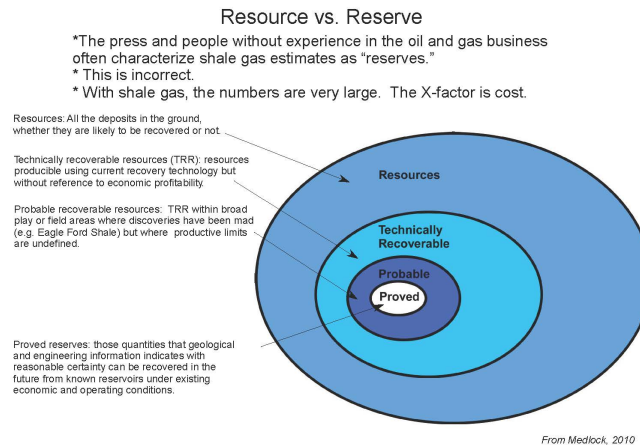 Resource vs. Reserve
*The press and people without experience in the oil and gas business
often characterize shale gas estimates as “reserves.”
* This is incorrect.
* With shale gas, the numbers are very large.  The X-factor is cost.
Resources: All the deposits in the ground,
whether they are likely to be recovered or not.
Technically recoverable resources (TRR): resources
producible using current recovery technology but
without reference to economic profitability.
Probable recoverable resources:  TRR within broad
play or field areas where discoveries have been mad
(e.g. Eagle Ford Shale) but where  productive limits
are undefined.
Proved reserves: those quantities that geological
and engineering information indicates with
reasonable certainty can be recovered in the
future from known reservoirs under existing
economic and operating conditions.
Resources
Technically
Recoverable
Probable
Proved
From Medlock, 2010